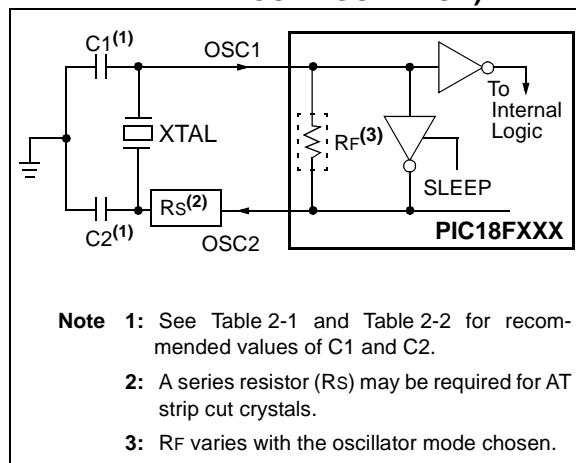 C1(1)
OSC1
To
Internal
Logic
XTAL
RF(3)
SLEEP
RS(2)
C2(1)
OSC2
PIC18FXXX
Note 1: See Table 2-1 and Table 2-2 for recom-
mended values of C1 and C2.
2: A series resistor (RS) may be required for AT
strip cut crystals.
3: RF varies with the oscillator mode chosen.